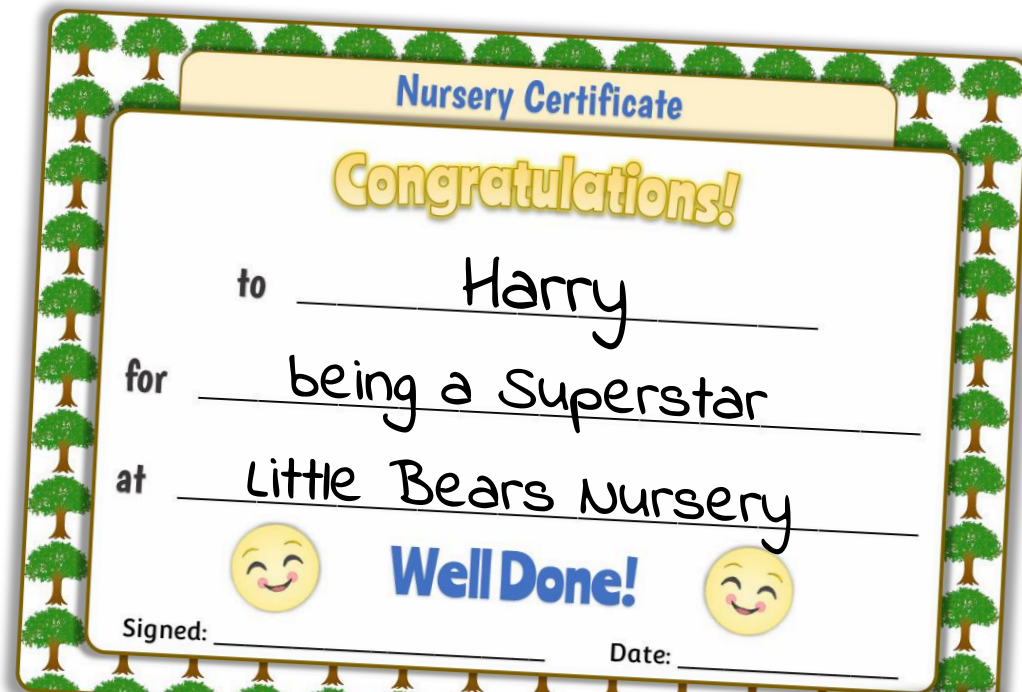 Nursery Certificate
Congratulations!
to Harry
for being a Superstar
at Little Bears Nursery
Well Done!
Signed:
Date: